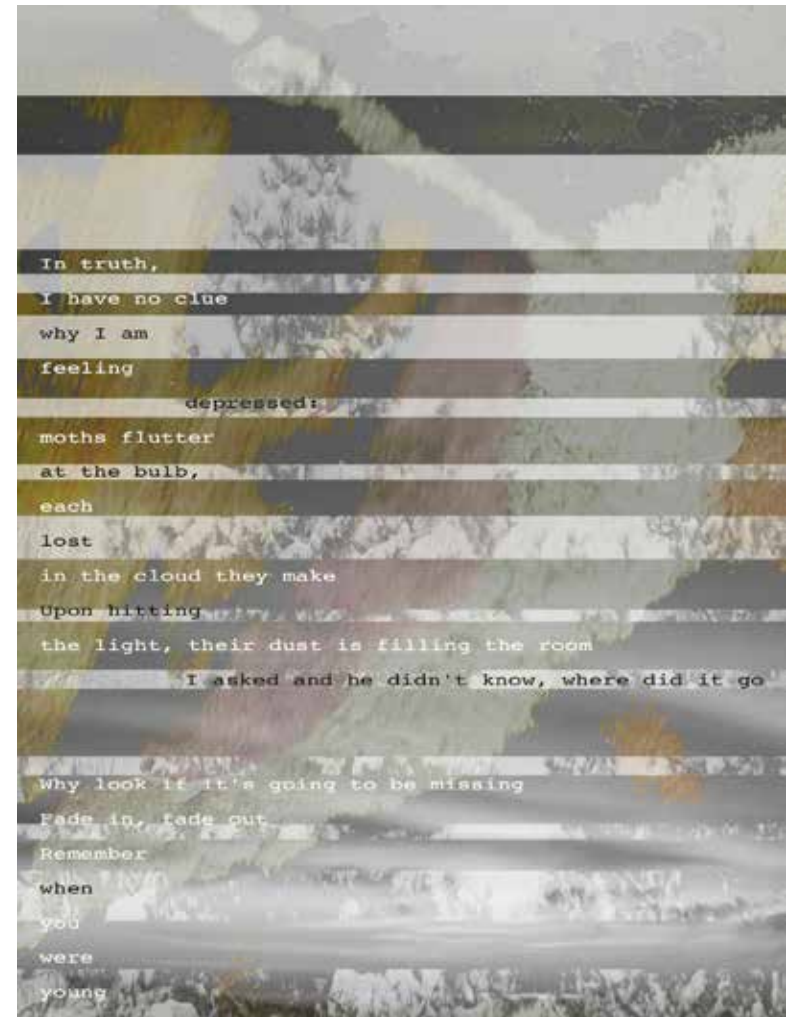 In truth,
I have no clue
why I am
feeling
depressed:
moths flutter
at the bulb,
each
lost
in the cloud they make
Upon hitting
the light, their dust is filling the room
I asked and he didn't know, where did it go
Why look if it's going to be missing
Fade in, fade out
Remember
when
you
were
young